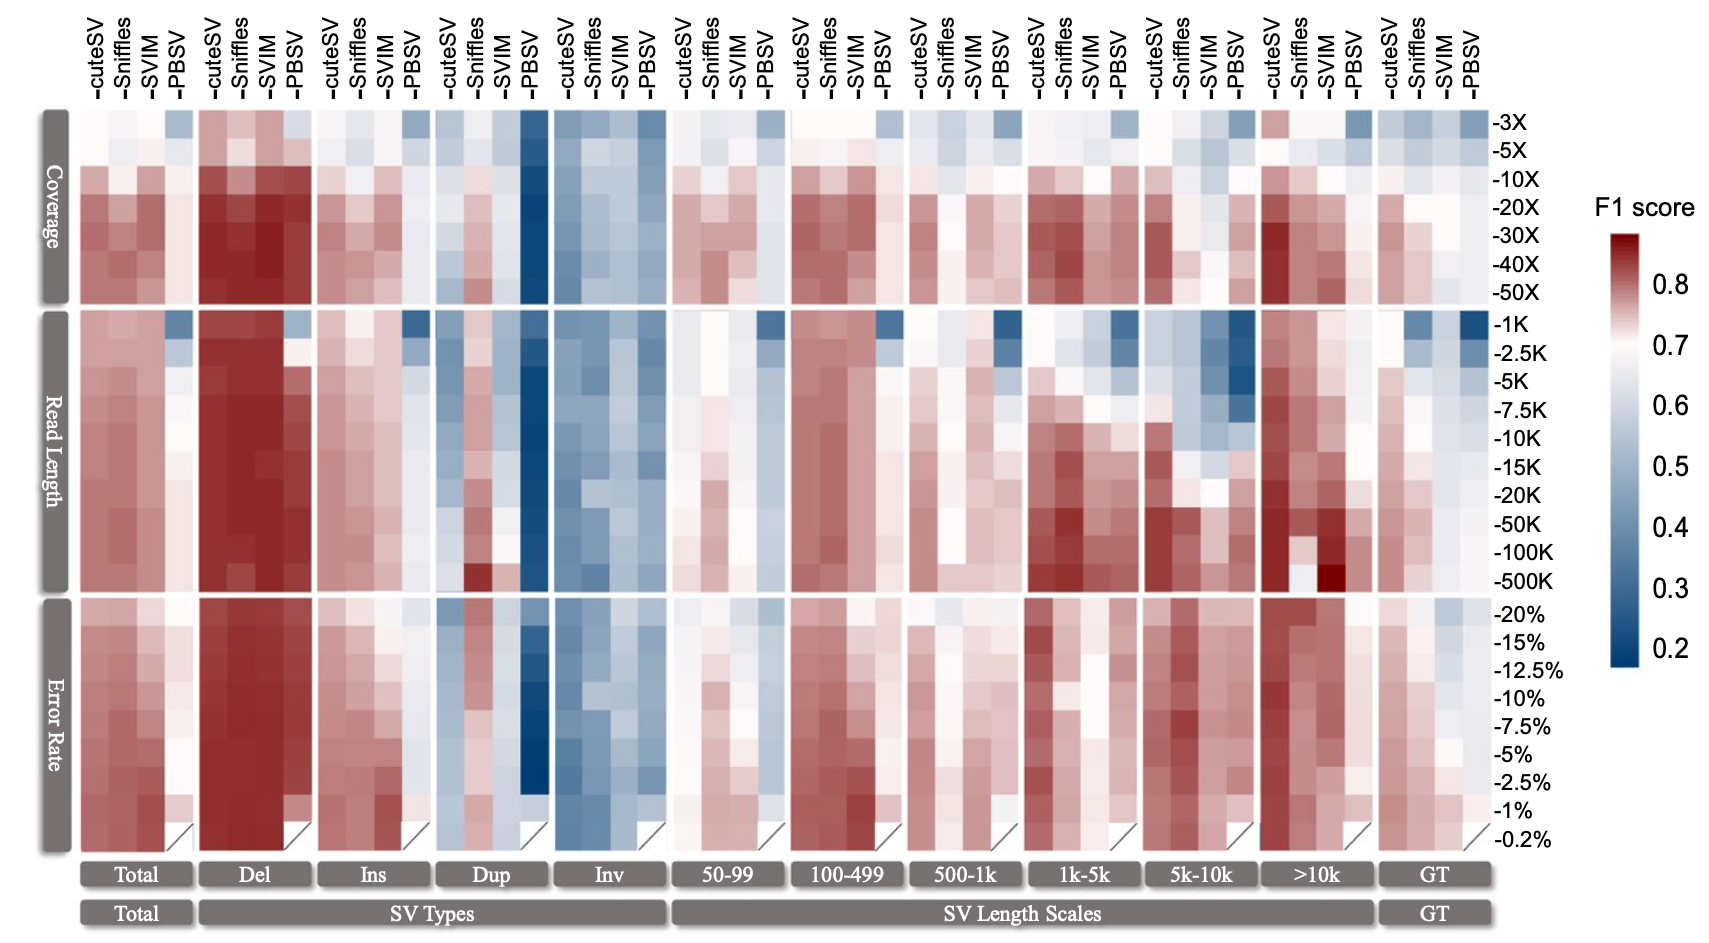 -cuteSV -Sniffles -SVIM -PBSV -cuteSV -Sniffles -SVIM -PBSV -cuteSV -Sniffles -SVIM -PBSV -cuteSV -Sniffles -SVIM -PBSV -cuteSV -Sniffles -SVIM -PBSV -cuteSV -Sniffles -SVIM -PBSV -cuteSV -Sniffles -SVIM -PBSV -cuteSV -Sniffles -SVIM -PBSV -cuteSV -Sniffles -SVIM -PBSV -cuteSV -Sniffles -SVIM -PBSV -cuteSV -Sniffles -SVIM -PBSV -cuteSV -Sniffles -SVIM -PBSV
Coverage
-3X
-5X
-10X
-20X
-30X
-40X
-50X
Read Length
-1K
-2.5K
-5K
-7.5K
-10K
-15K
-20K
-50K
-100K
-500K
Error Rate
-20%
-15%
-12.5%
-10%
-7.5%
-5%
-2.5%
-1%
-0.2%
F1 score
0.8
0.7
0.6
0.5
0.4
0.3
0.2
Total Del Ins Dup Inv 50-99 100-499 500-1k 1k-5k 5k-10k >10k GT
Total SV Types SV Length Scales GT